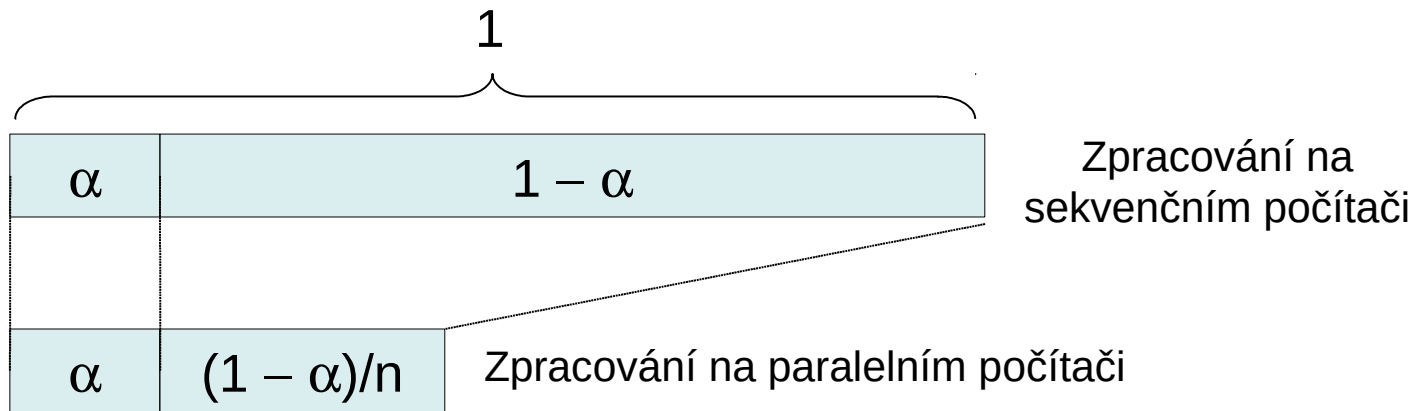 1
α
1 – α
Zpracování na
sekvenčním počítači
α
(1 – α)/n
Zpracování na paralelním počítači